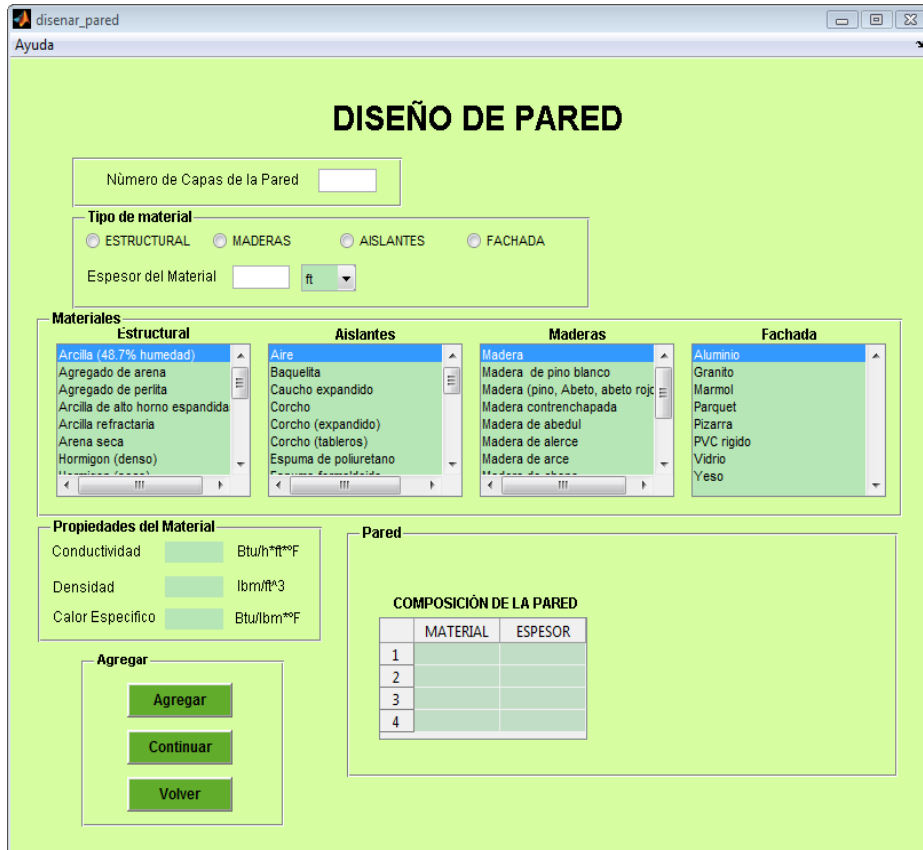 disenar_pared
Ayuda
DISEÑO DE PARED
Nùmero de Capas de la Pared
Tipo de material
ESTRUCTURAL MADERAS AISLANTES FACHADA
Espesor del Material ft
Materiales
Estructural
Arcilla (48.7% humedad)
Agregado de arena
Agregado de perlita
Arcilla de alto horno espandida
Arcilla refractaria
Arena seca
Hormigon (denso)
Aislantes
Aire
Baquelita
Caucho expandido
Corcho
Corcho (expandido)
Corcho (tableros)
Espuma de poliuretano
Maderas
Madera
Madera de pino blanco
Madera (pino, Abeto, abeto rojo
Madera contrenchapada
Madera de abedul
Madera de alerce
Madera de arce
Fachada
Aluminio
Granito
Marmol
Parquet
Pizarra
PVC rigido
Vidrio
Yeso
Propiedades del Material
Conductividad Btu/h*ft*ºF
Densidad lbm/ft^3
Calor Especifico Btu/lbm*ºF
Agregar
Agregar
Continuar
Volver
Pared
COMPOSICIÓN DE LA PARED
MATERIAL ESPESOR
1
2
3
4